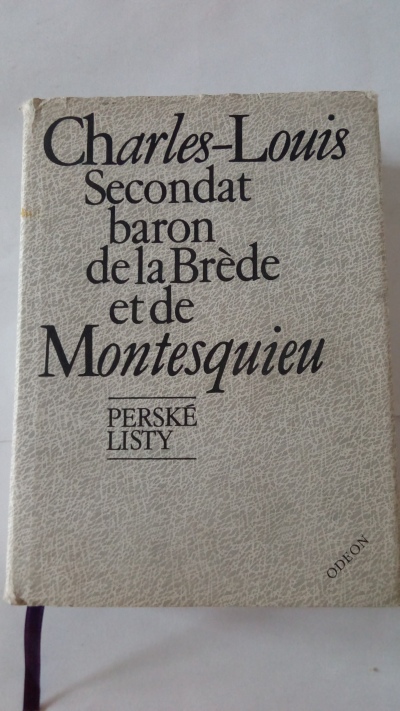 Charles-Louis
Secondat
baron
de la Brède
et de
Montesquieu
PERSKÉ
LISTY
ODEON